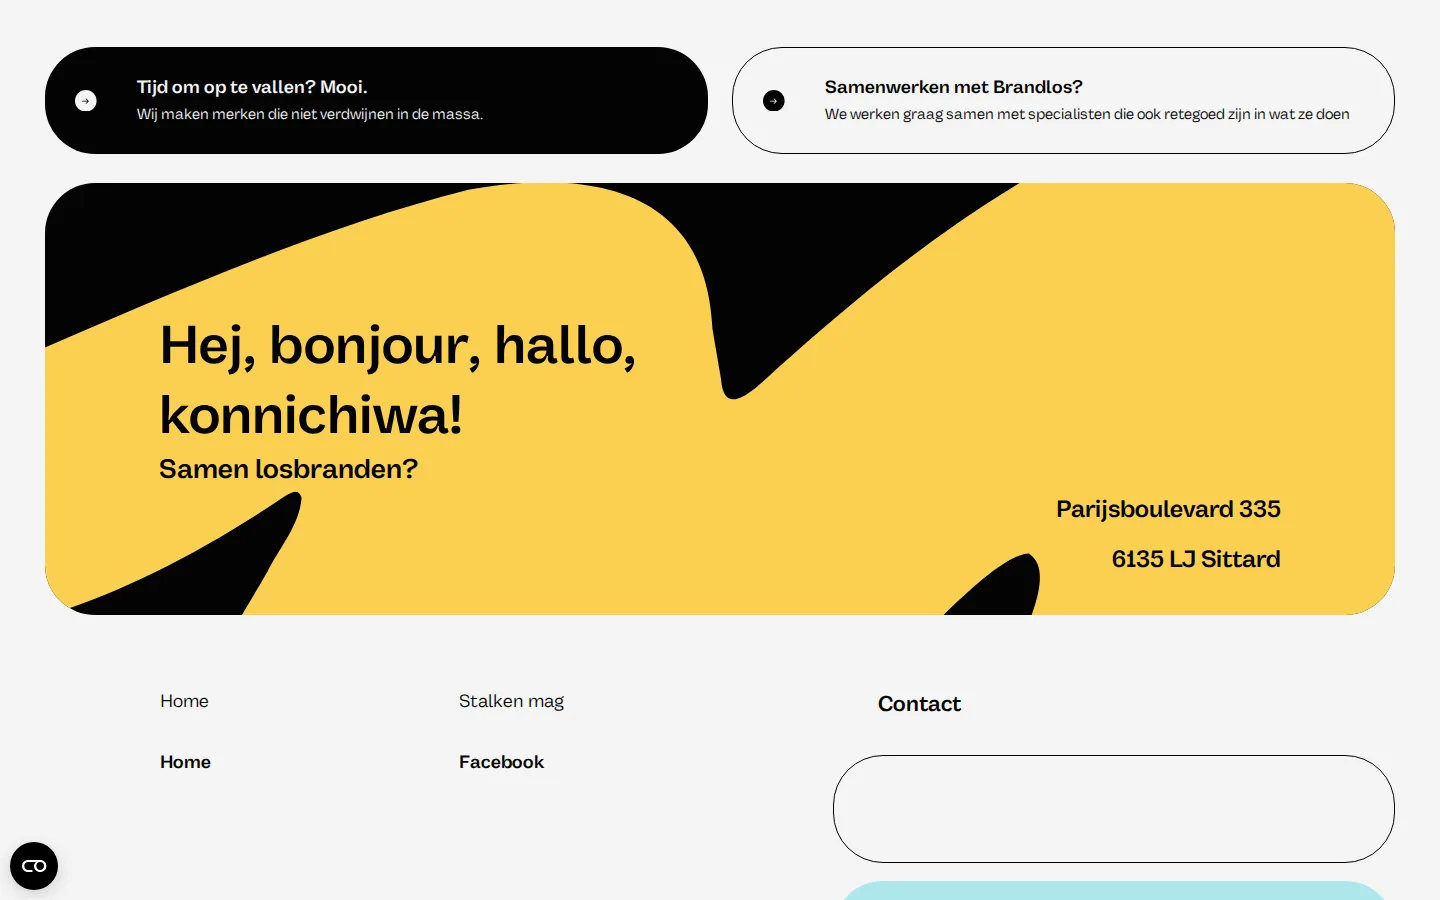 Tijd om op te vallen? Mooi.
Wij maken merken die niet verdwijnen in de massa.
Samenwerken met Brandlos?
We werken graag samen met specialisten die ook retegoed zijn in wat ze doen
Hej, bonjour, hallo,
konnichiwa!
Samen losbranden?
Parijsboulevard 335
6135 LJ Sittard
Home
Home
Stalken mag
Facebook
Contact